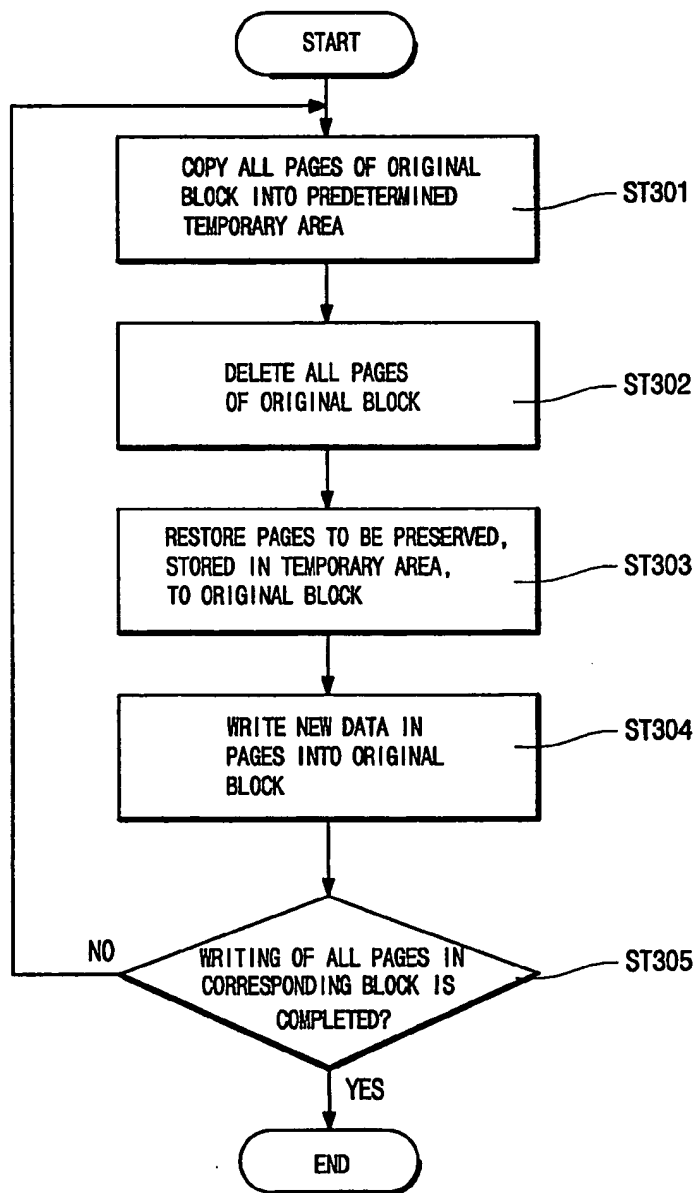 START
COPY ALL PAGES OF ORIGINAL
BLOCK INTO PREDETERMINED
TEMPORARY AREA
ST301
DELETE ALL PAGES
OF ORIGINAL BLOCK
ST302
RESTORE PAGES TO BE PRESERVED,
STORED IN TEMPORARY AREA,
TO ORIGINAL BLOCK
ST303
WRITE NEW DATA IN
PAGES INTO ORIGINAL
BLOCK
ST304
NO
WRITING OF ALL PAGES IN
CORRESPONDING BLOCK IS
COMPLETED?
ST305
YES
END